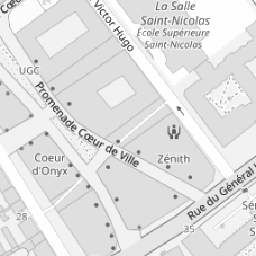 La Salle
Saint-Nicolas
École Supérieure
Saint-Nicolas
Victor Hugo
UGC
Promenade Cœur de Ville
Coeur
d'Onyx
Zénith
Rue du Général
28
35